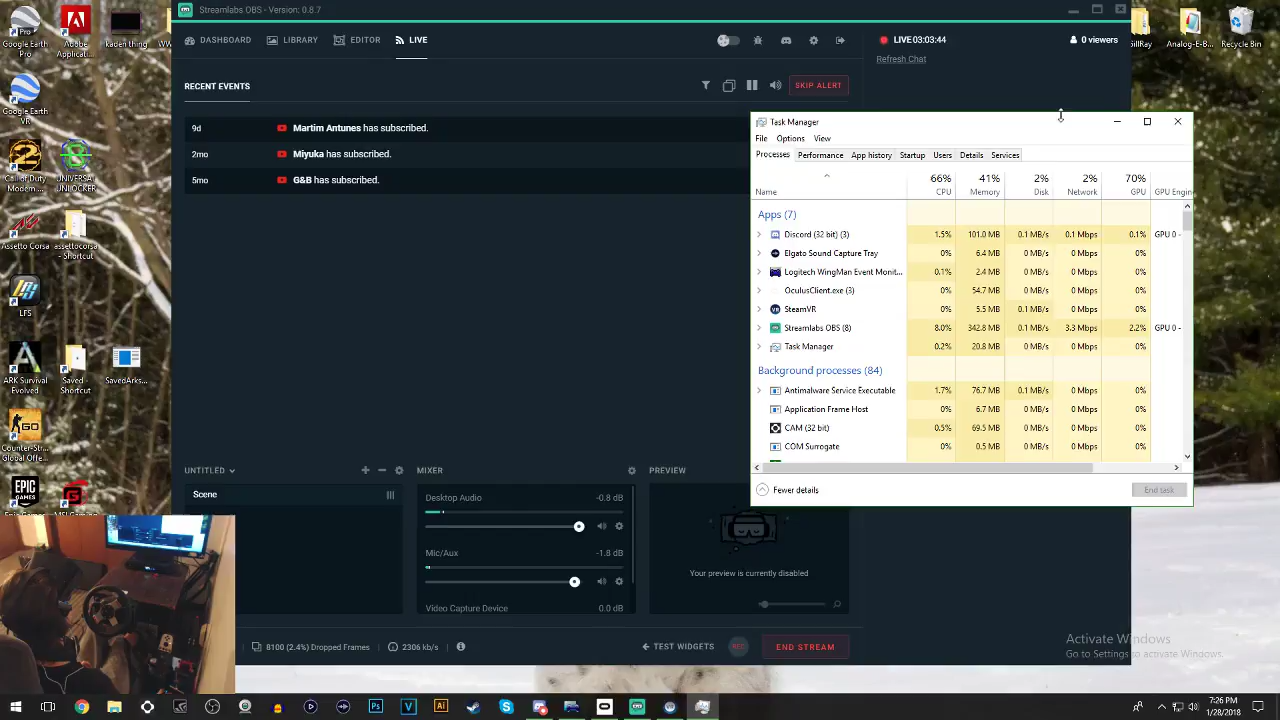 Streamlabs OBS - Version: 0.8.7
DASHBOARD
LIBRARY
EDITOR
LIVE
LIVE 03:03:44
0 viewers
Refresh Chat
RECENT EVENTS
SKIP ALERT
9d
Martim Antunes has subscribed.
2mo
Miyuka has subscribed.
5mo
G&B has subscribed.
Task Manager
File Options View
Processes Performance App history Startup Users Details Services
66% 41% 2% 2% 70%
Name CPU Memory Disk Network GPU GPU Engin
Apps (7)
Discord (32 bit) (3) 1.5% 101.0 MB 0.1 MB/s 0.1 Mbps 0.1% GPU 0 -
Elgato Sound Capture Tray 0% 6.4 MB 0 MB/s 0 Mbps 0%
Logitech WingMan Event Monit... 0.1% 2.4 MB 0 MB/s 0 Mbps 0%
OculusClient.exe (3) 0% 54.7 MB 0 MB/s 0 Mbps 0%
SteamVR 0% 5.5 MB 0.1 MB/s 0 Mbps 0%
Streamlabs OBS (8) 8.0% 342.8 MB 0.1 MB/s 3.3 Mbps 2.2% GPU 0 -
Task Manager 0.2% 20.8 MB 0 MB/s 0 Mbps 0%
Background processes (84)
Antimalware Service Executable 1.7% 76.7 MB 0.1 MB/s 0 Mbps 0%
Application Frame Host 0% 6.7 MB 0 MB/s 0 Mbps 0%
CAM (32 bit) 0.5% 69.5 MB 0 MB/s 0 Mbps 0%
COM Surrogate 0% 0.5 MB 0 MB/s 0 Mbps 0%
Fewer details
End task
UNTITLED
Scene
MIXER
Desktop Audio -0.8 dB
Mic/Aux -1.8 dB
Video Capture Device 0.0 dB
PREVIEW
Your preview is currently disabled
8100 (2.4%) Dropped Frames
2306 kb/s
TEST WIDGETS
REC
END STREAM
Activate Windows
Go to Settings to activate Windows.
Google Earth
Pro
Adobe
Applicati...
kaden thing
Google Earth
VR
Call of Duty
Modern ...
UNIVERSAL
UNLOCKER
Assetto Corsa
assettocorsa
- Shortcut
LFS
ARK Survival
Evolved
Saved -
Shortcut
SavedArks...
Counter-Str...
Global Offe...
EPIC
GAMES
Analog-E-B...
Recycle Bin
7:26 PM
1/28/2018